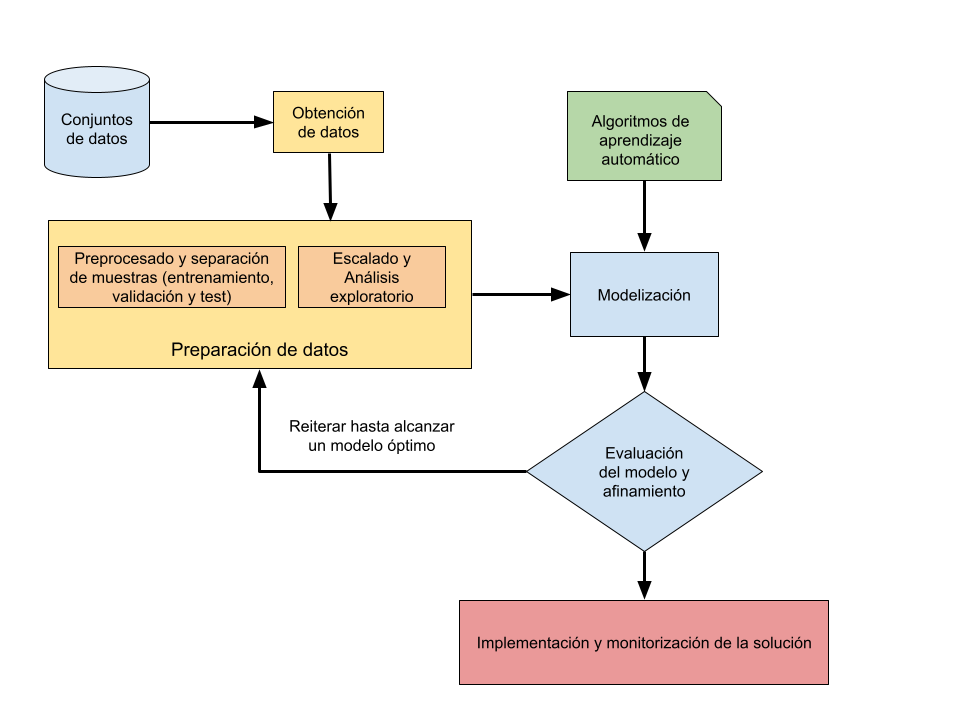 Conjuntos
de datos
Obtención
de datos
Algoritmos de
aprendizaje
automático
Preprocesado y separación
de muestras (entrenamiento,
validación y test)
Escalado y
Análisis
exploratorio
Preparación de datos
Modelización
Reiterar hasta alcanzar
un modelo óptimo
Evaluación
del modelo y
afinamiento
Implementación y monitorización de la solución